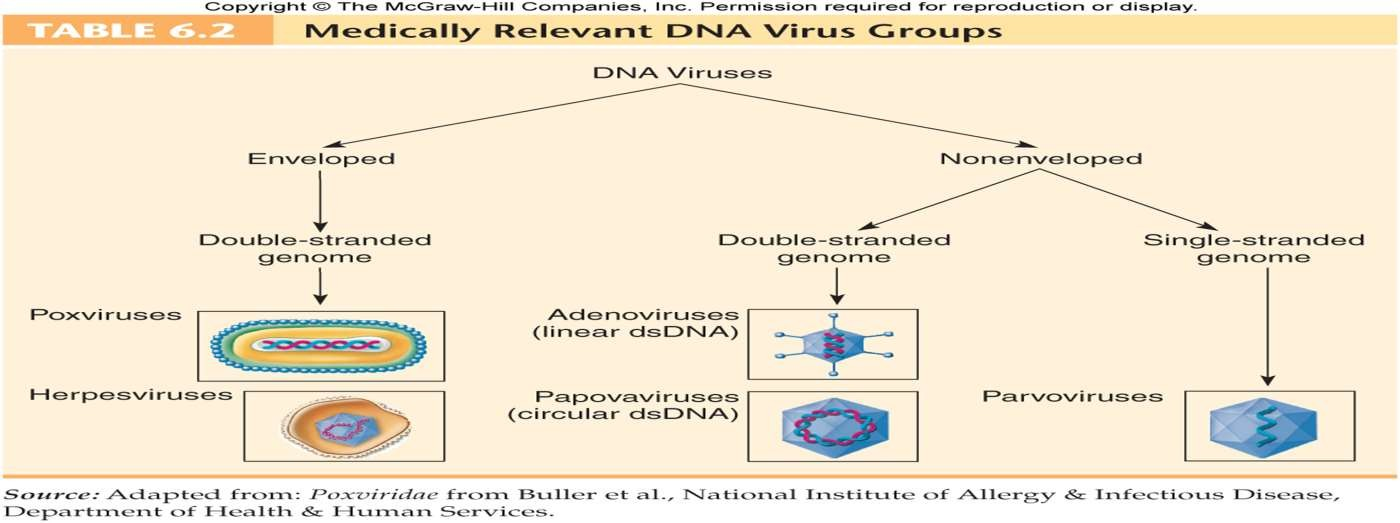 Copyright © The McGraw-Hill Companies, Inc. Permission required for reproduction or display.
TABLE 6.2 Medically Relevant DNA Virus Groups
DNA Viruses
Enveloped
Nonenveloped
Double-stranded
genome
Double-stranded
genome
Single-stranded
genome
Poxviruses
Adenoviruses
(linear dsDNA)
Herpesviruses
Papovaviruses
(circular dsDNA)
Parvoviruses
Source: Adapted from: Poxviridae from Buller et al., National Institute of Allergy & Infectious Disease,
Department of Health & Human Services.